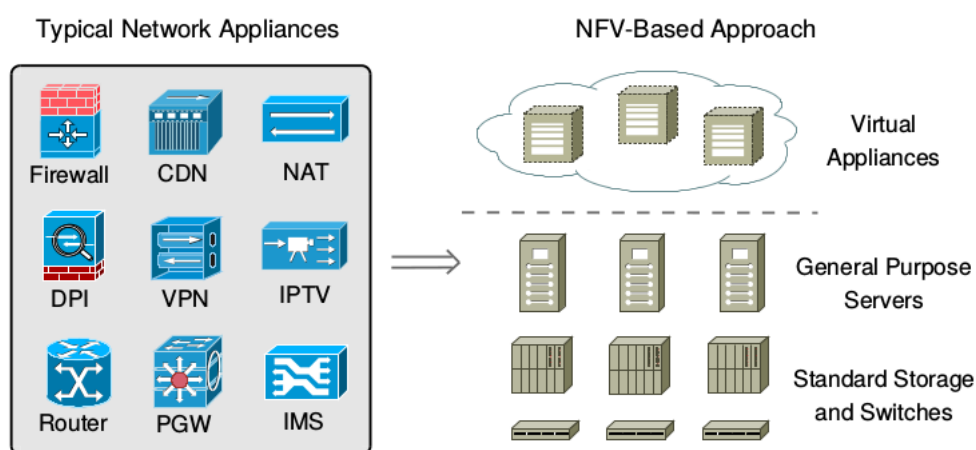 Typical Network Appliances
NFV-Based Approach
Firewall
CDN
NAT
DPI
VPN
IPTV
Router
PGW
IMS
Virtual
Appliances
General Purpose
Servers
Standard Storage
and Switches